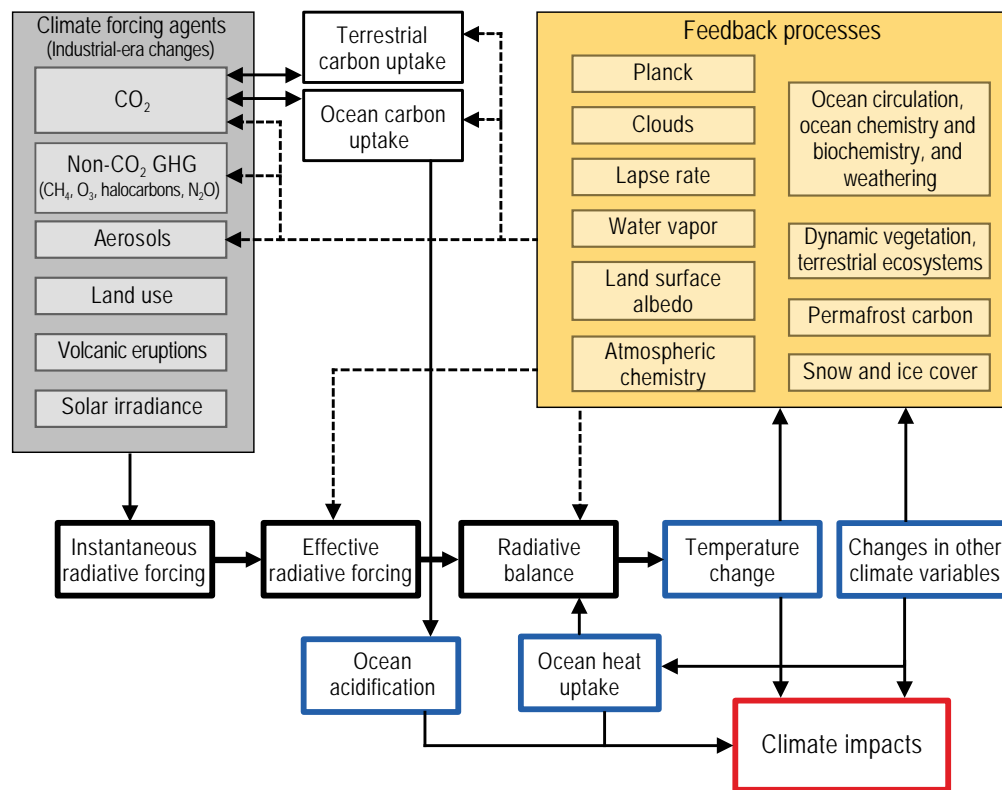 Climate forcing agents
(Industrial-era changes)
CO₂
Non-CO₂ GHG
(CH₄, O₃, halocarbons, N₂O)
Aerosols
Land use
Volcanic eruptions
Solar irradiance
Terrestrial
carbon uptake
Ocean carbon
uptake
Feedback processes
Planck
Clouds
Lapse rate
Water vapor
Land surface
albedo
Atmospheric
chemistry
Ocean circulation,
ocean chemistry and
biochemistry, and
weathering
Dynamic vegetation,
terrestrial ecosystems
Permafrost carbon
Snow and ice cover
Instantaneous
radiative forcing
Effective
radiative forcing
Radiative
balance
Temperature
change
Changes in other
climate variables
Ocean
acidification
Ocean heat
uptake
Climate impacts